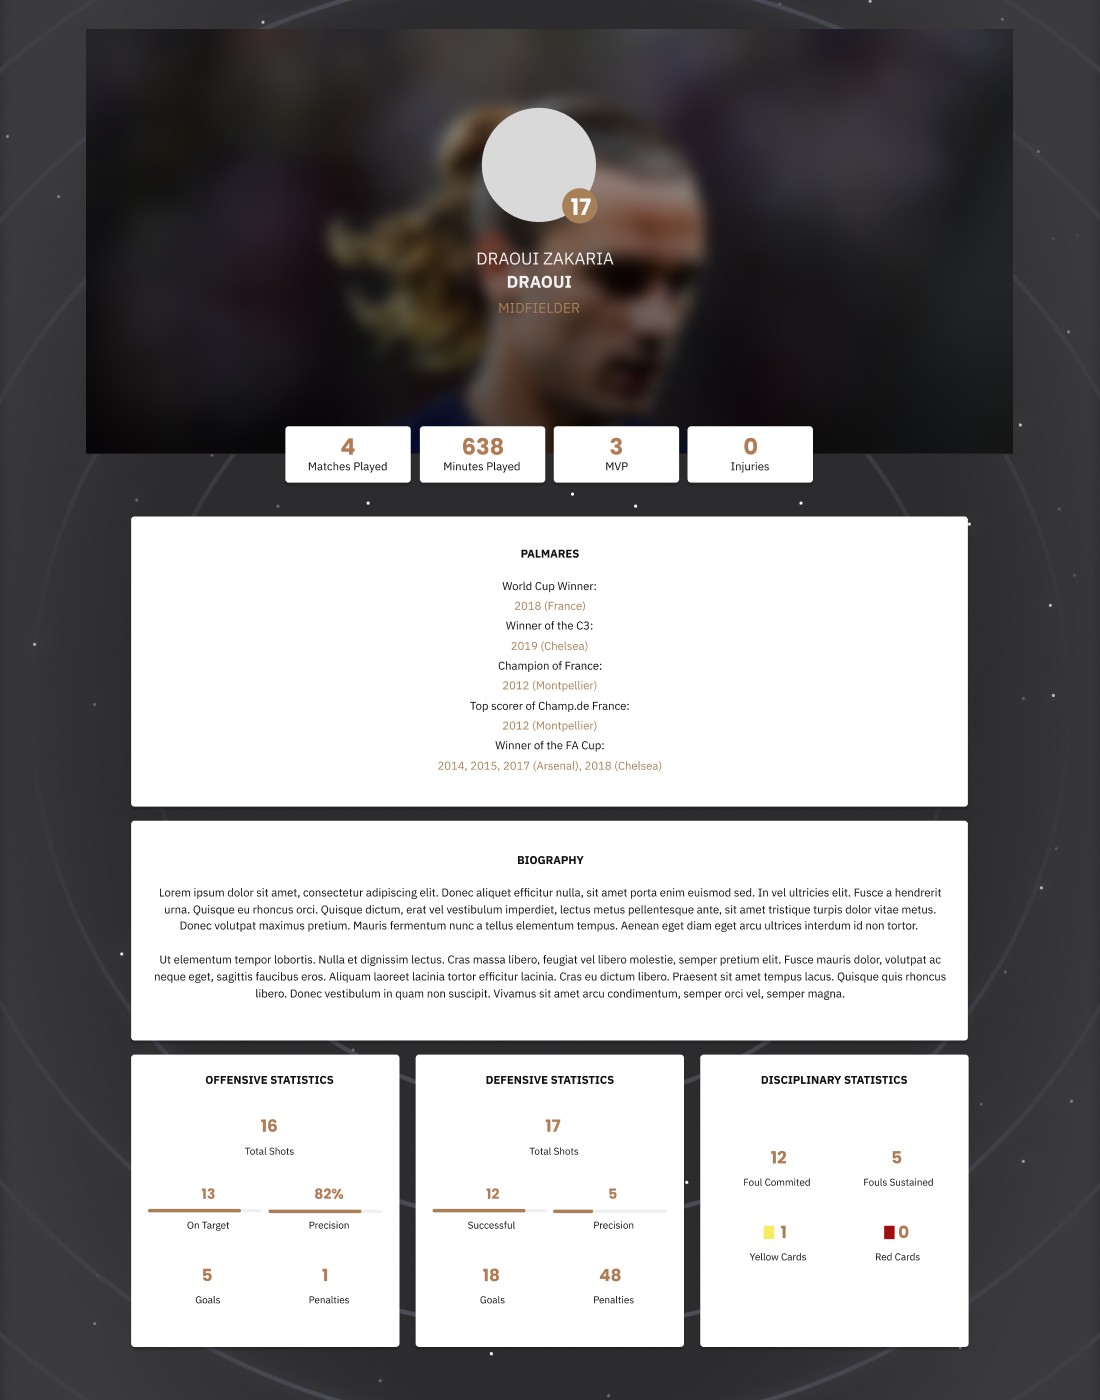 17
DRAOUI ZAKARIA
DRAOUI
MIDFIELDER
4
Matches Played
638
Minutes Played
3
MVP
0
Injuries
PALMARES
World Cup Winner:
2018 (France)
Winner of the C3:
2019 (Chelsea)
Champion of France:
2012 (Montpellier)
Top scorer of Champ.de France:
2012 (Montpellier)
Winner of the FA Cup:
2014, 2015, 2017 (Arsenal), 2018 (Chelsea)
BIOGRAPHY
Lorem ipsum dolor sit amet, consectetur adipiscing elit. Donec aliquet efficitur nulla, sit amet porta enim euismod sed. In vel ultricies elit. Fusce a hendrerit
urna. Quisque eu rhoncus orci. Quisque dictum, erat vel vestibulum imperdiet, lectus metus pellentesque ante, sit amet tristique turpis dolor vitae metus.
Donec volutpat maximus pretium. Mauris fermentum nunc a tellus elementum tempus. Aenean eget diam eget arcu ultrices interdum id non tortor.
Ut elementum tempor lobortis. Nulla et dignissim lectus. Cras massa libero, feugiat vel libero molestie, semper pretium elit. Fusce mauris dolor, volutpat ac
neque eget, sagittis faucibus eros. Aliquam laoreet lacinia tortor efficitur lacinia. Cras eu dictum libero. Praesent sit amet tempus lacus. Quisque quis rhoncus
libero. Donec vestibulum in quam non suscipit. Vivamus sit amet arcu condimentum, semper orci vel, semper magna.
OFFENSIVE STATISTICS
16
Total Shots
13
On Target
82%
Precision
5
Goals
1
Penalties
DEFENSIVE STATISTICS
17
Total Shots
12
Successful
5
Precision
18
Goals
48
Penalties
DISCIPLINARY STATISTICS
12
Foul Commited
5
Fouls Sustained
1
Yellow Cards
0
Red Cards